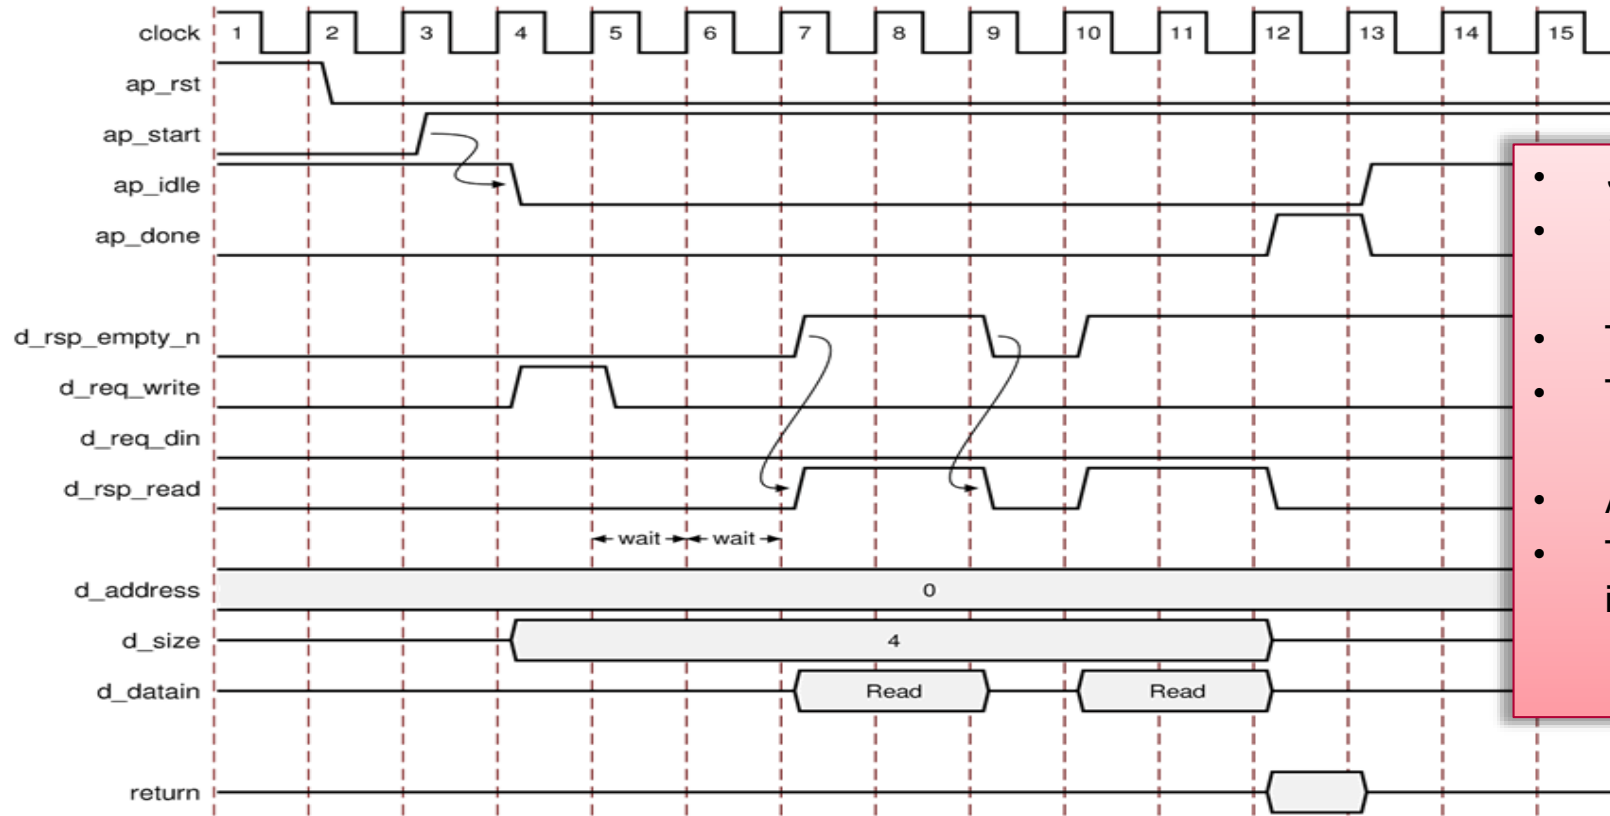 clock 1 2 3 4 5 6 7 8 9 10 11 12 13 14 15
ap_rst
ap_start
ap_idle
ap_done
d_rsp_empty_n
d_req_write
d_req_din
d_rsp_read
wait wait
d_address 0
d_size 4
d_datain Read Read
return